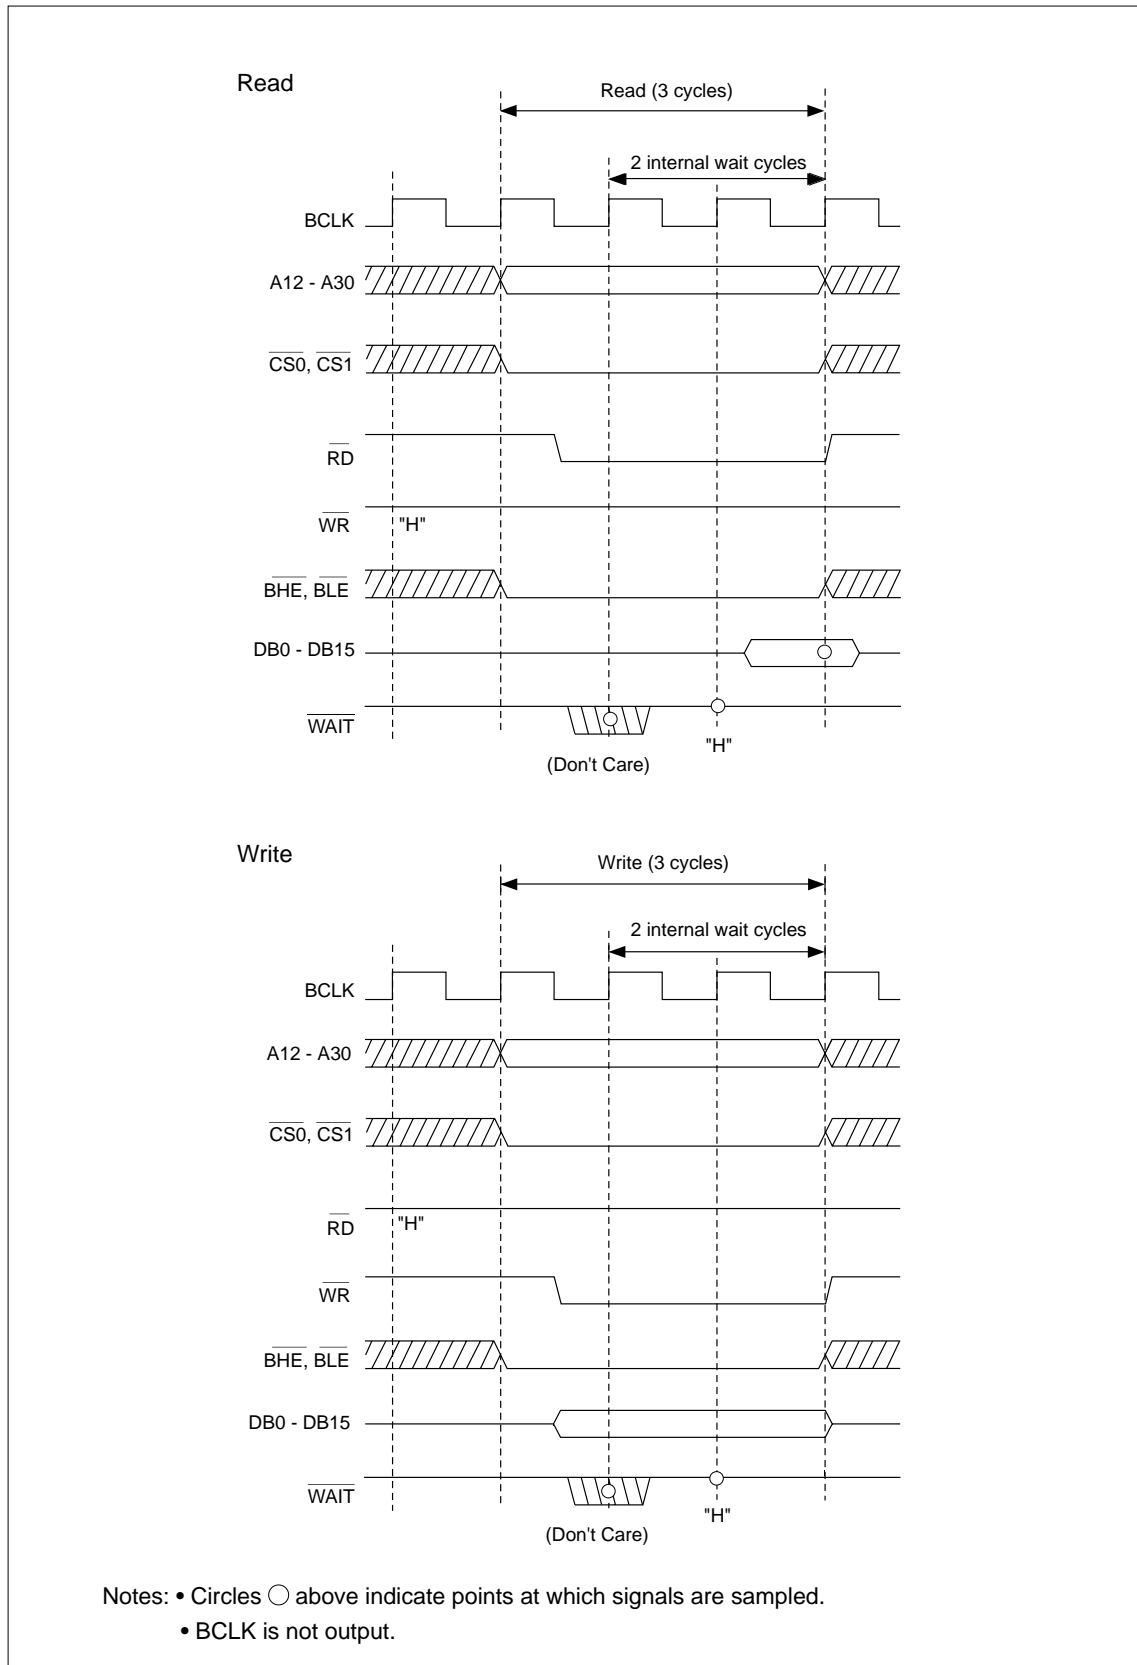 Read
Read (3 cycles)
2 internal wait cycles
BCLK
A12 - A30
CS0, CS1
RD
WR "H"
BHE, BLE
DB0 - DB15
WAIT
"H"
(Don't Care)
Write
Write (3 cycles)
2 internal wait cycles
BCLK
A12 - A30
CS0, CS1
RD "H"
WR
BHE, BLE
DB0 - DB15
WAIT
"H"
(Don't Care)
Notes: • Circles ○ above indicate points at which signals are sampled.
• BCLK is not output.